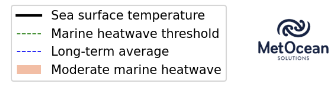 Sea surface temperature
Marine heatwave threshold
Long-term average
Moderate marine heatwave
MetOcean
SOLUTIONS